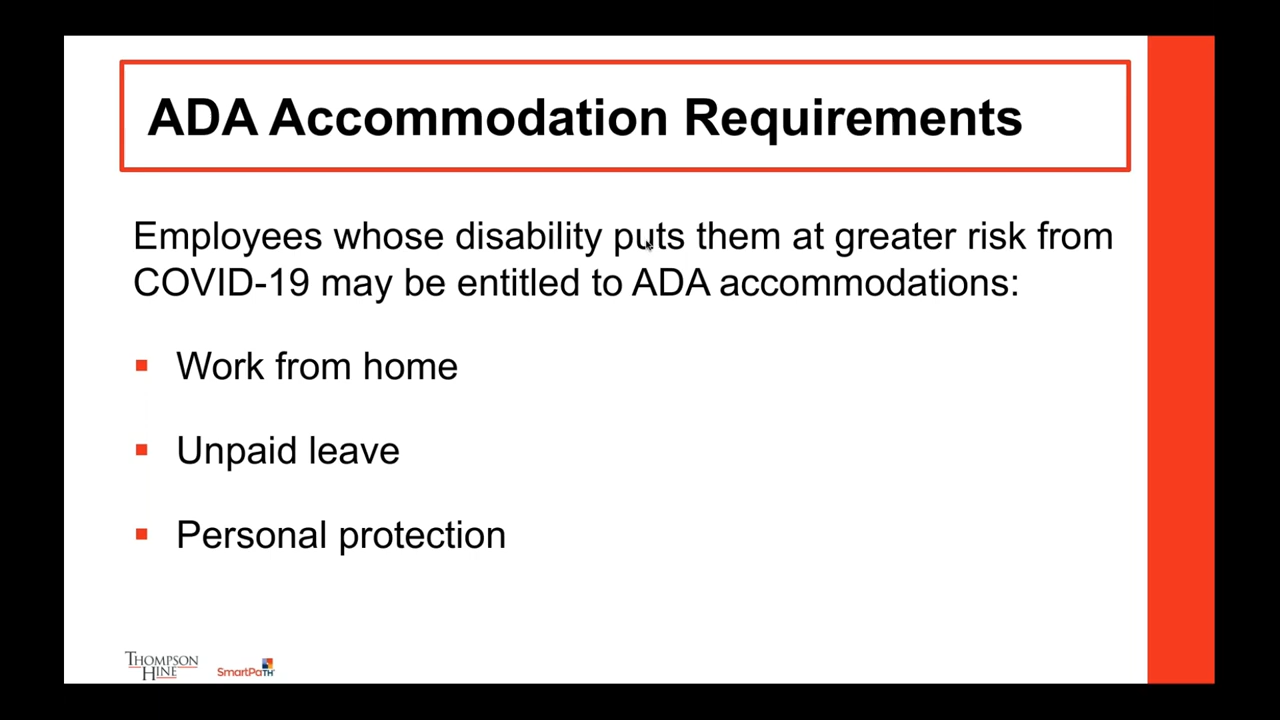 ADA Accommodation Requirements
Employees whose disability puts them at greater risk from
COVID-19 may be entitled to ADA accommodations:
Work from home
Unpaid leave
Personal protection
THOMPSON
HINE
SmartPaTH